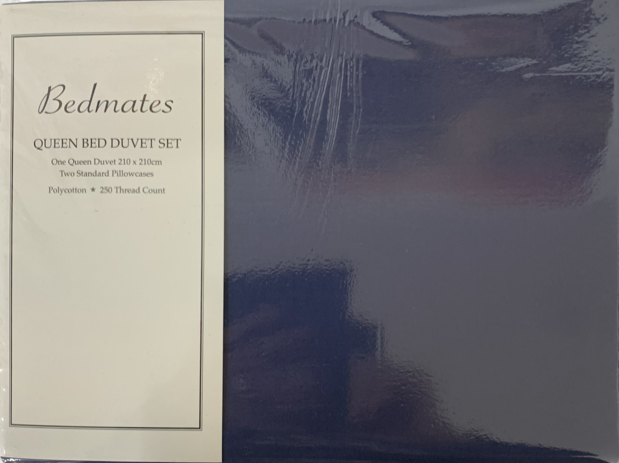 Bedmates
QUEEN BED DUVET SET
One Queen Duvet 210 x 210cm
Two Standard Pillowcases
Polycotton ★ 250 Thread Count